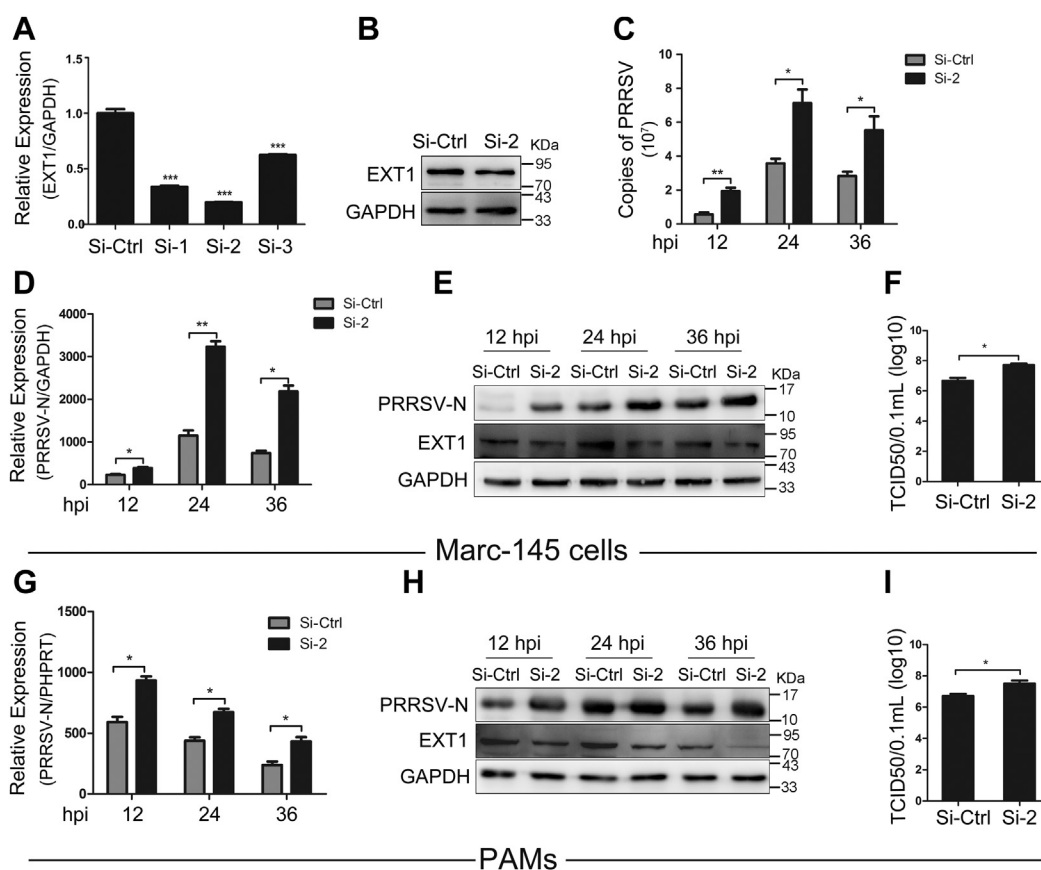 A
Relative Expression
(EXT1/GAPDH)
1.5
1.0
0.5
0.0
***
***
***
Si-Ctrl Si-1 Si-2 Si-3
B
Si-Ctrl Si-2 KDa
EXT1
95
70
GAPDH
43
33
C
Si-Ctrl
Si-2
Copies of PRRSV
(10⁷)
10
8
6
4
2
0
**
*
*
hpi 12 24 36
D
Si-Ctrl
Si-2
Relative Expression
(PRRSV-N/GAPDH)
4000
3000
2000
1000
0
*
**
*
hpi 12 24 36
E
12 hpi 24 hpi 36 hpi
Si-Ctrl Si-2 Si-Ctrl Si-2 Si-Ctrl Si-2 KDa
PRRSV-N
17
10
EXT1
95
70
GAPDH
43
33
F
TCID50/0.1mL (log10)
10
8
6
4
2
0
*
Si-Ctrl Si-2
Marc-145 cells
G
Si-Ctrl
Si-2
Relative Expression
(PRRSV-N/PHPRT)
1500
1000
500
0
*
*
*
hpi 12 24 36
H
12 hpi 24 hpi 36 hpi
Si-Ctrl Si-2 Si-Ctrl Si-2 Si-Ctrl Si-2 KDa
PRRSV-N
17
10
EXT1
95
70
GAPDH
43
33
I
TCID50/0.1mL (log10)
10
8
6
4
2
0
*
Si-Ctrl Si-2
PAMs